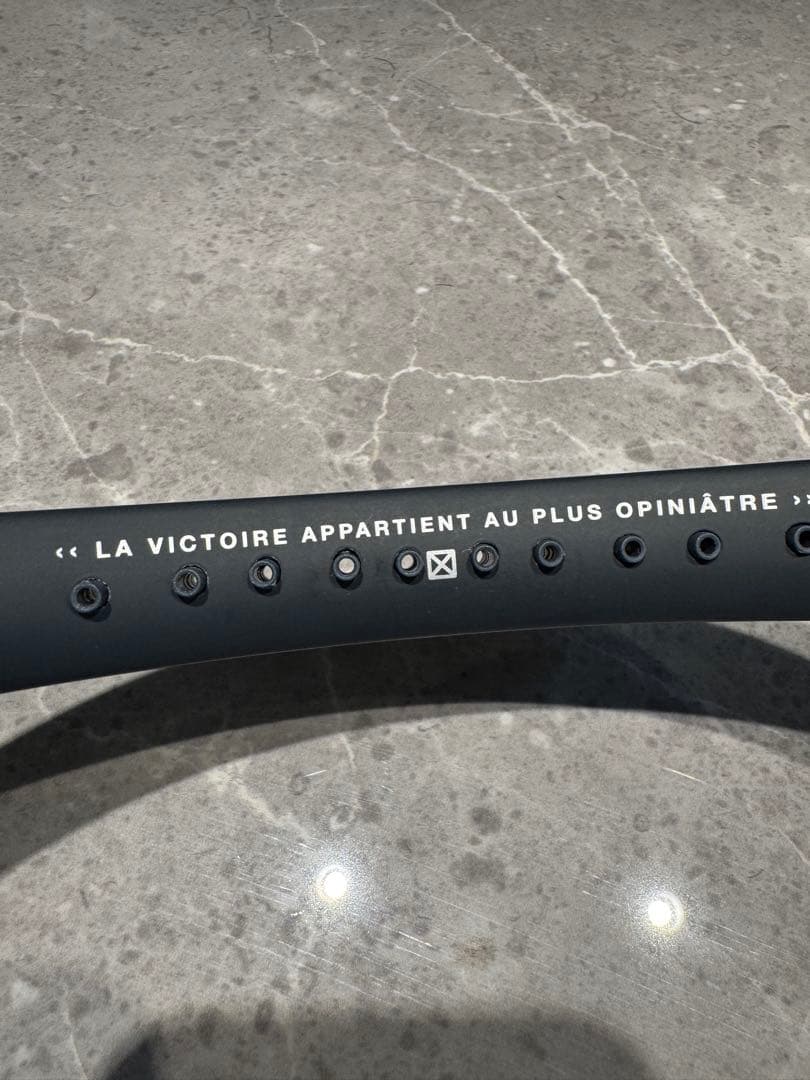 ‹‹ LA VICTOIRE APPARTIENT AU PLUS OPINIÂTRE ››